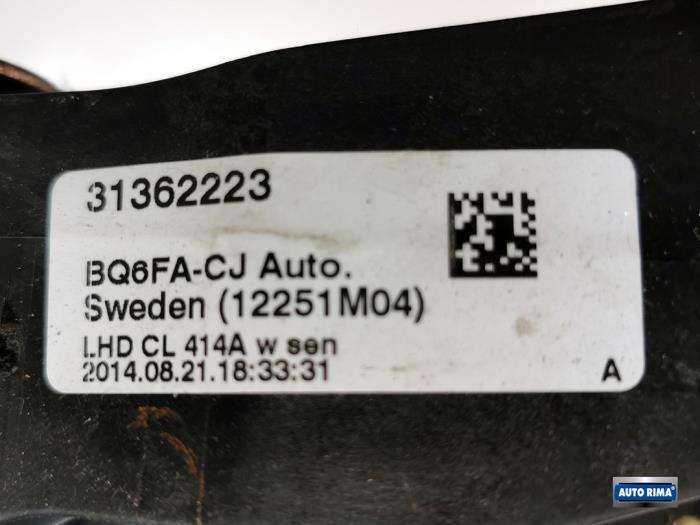 31362223
BQ6FA-CJ Auto.
Sweden (12251M04)
LHD CL 414A w sen
2014.08.21.18:33:31
A
AUTO RIMA